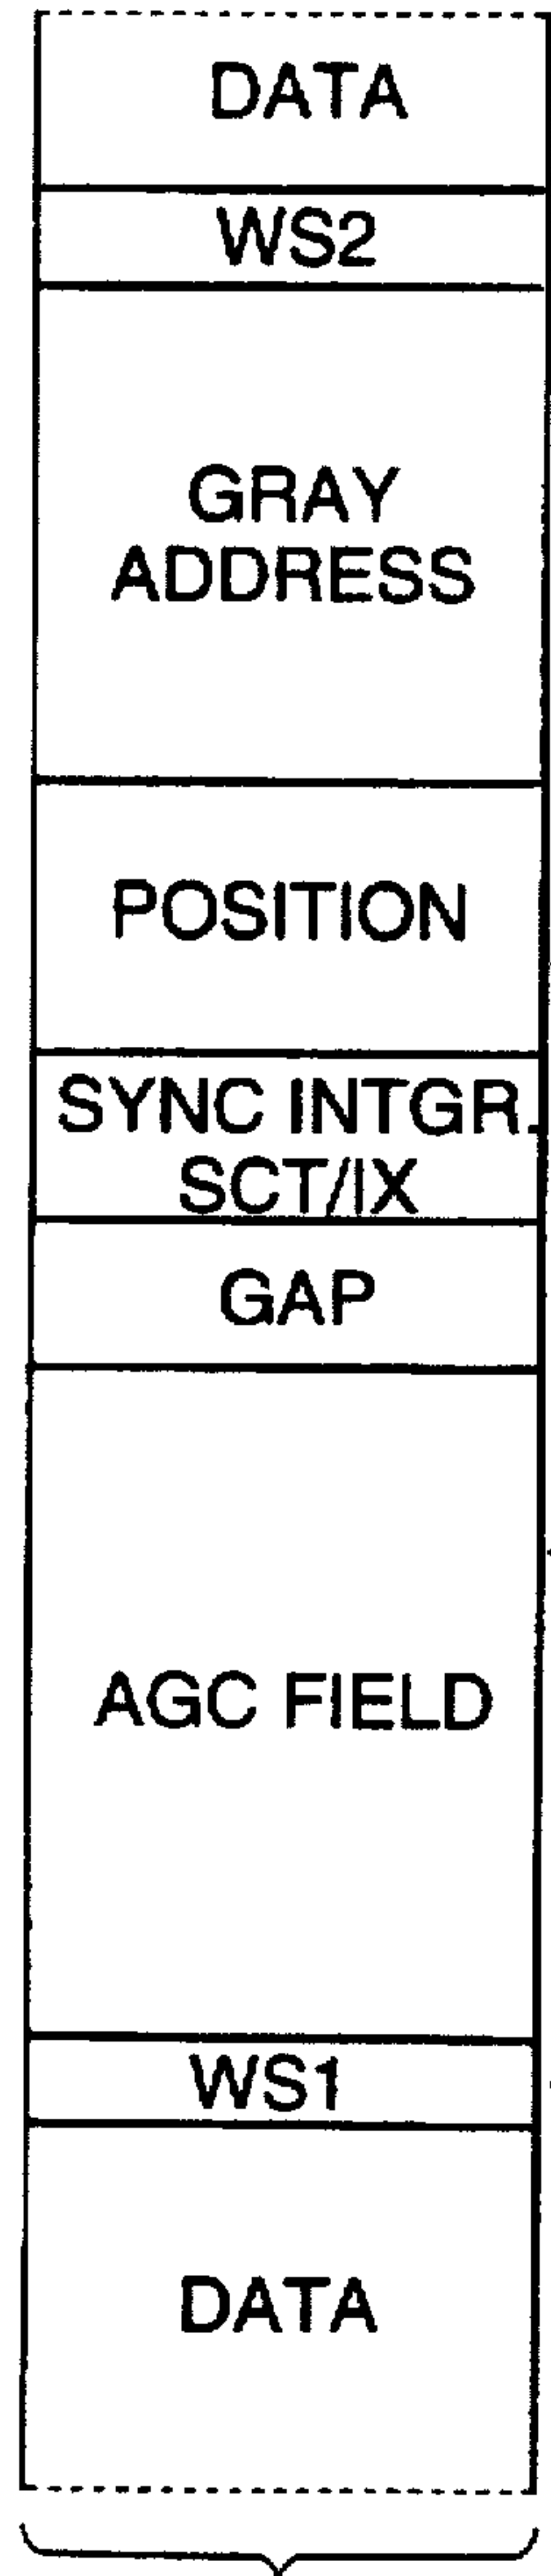 DATA
WS2
GRAY
ADDRESS
POSITION
SYNC INTGR.
SCT/IX
GAP
AGC FIELD
WS1
DATA